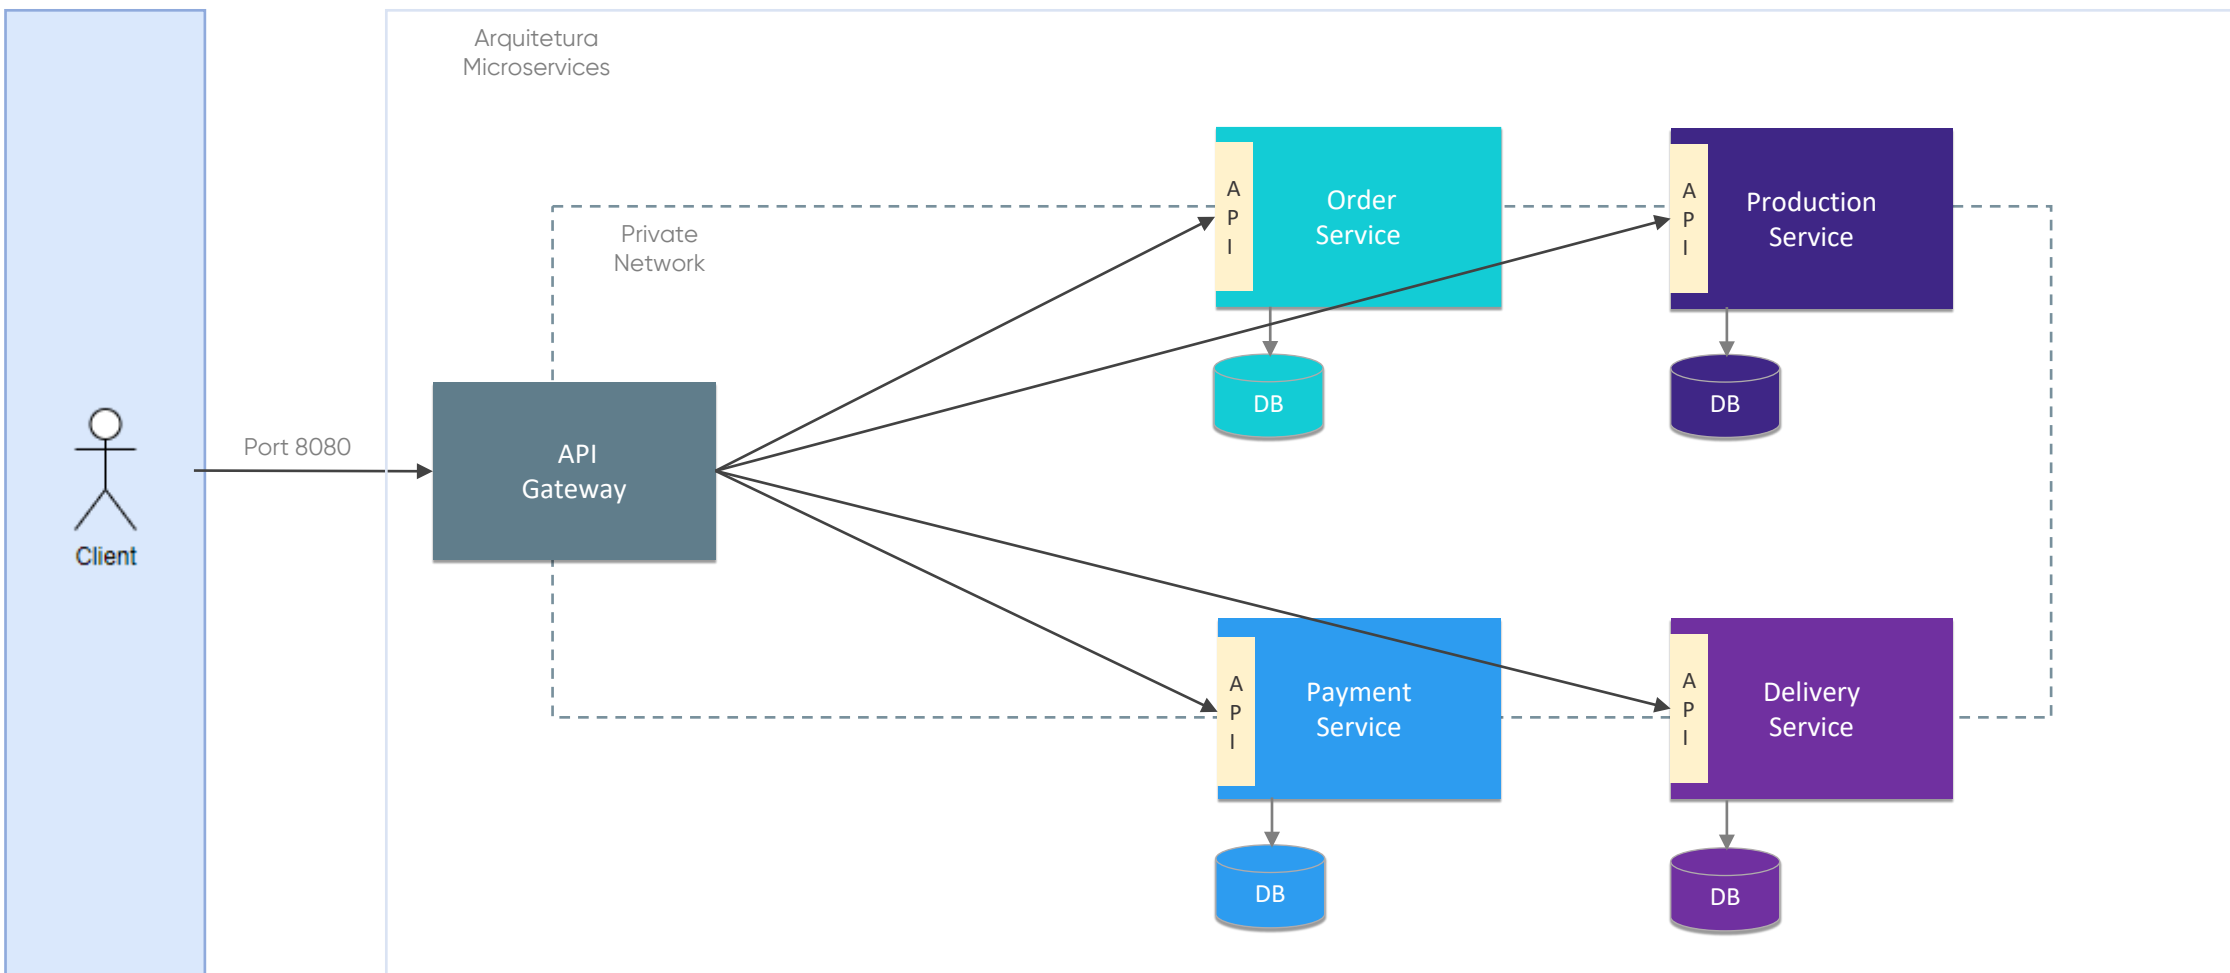 Arquitetura
Microservices
Private
Network
Port 8080
Client
API
Gateway
A
P
I
Order
Service
DB
A
P
I
Production
Service
DB
A
P
I
Payment
Service
DB
A
P
I
Delivery
Service
DB